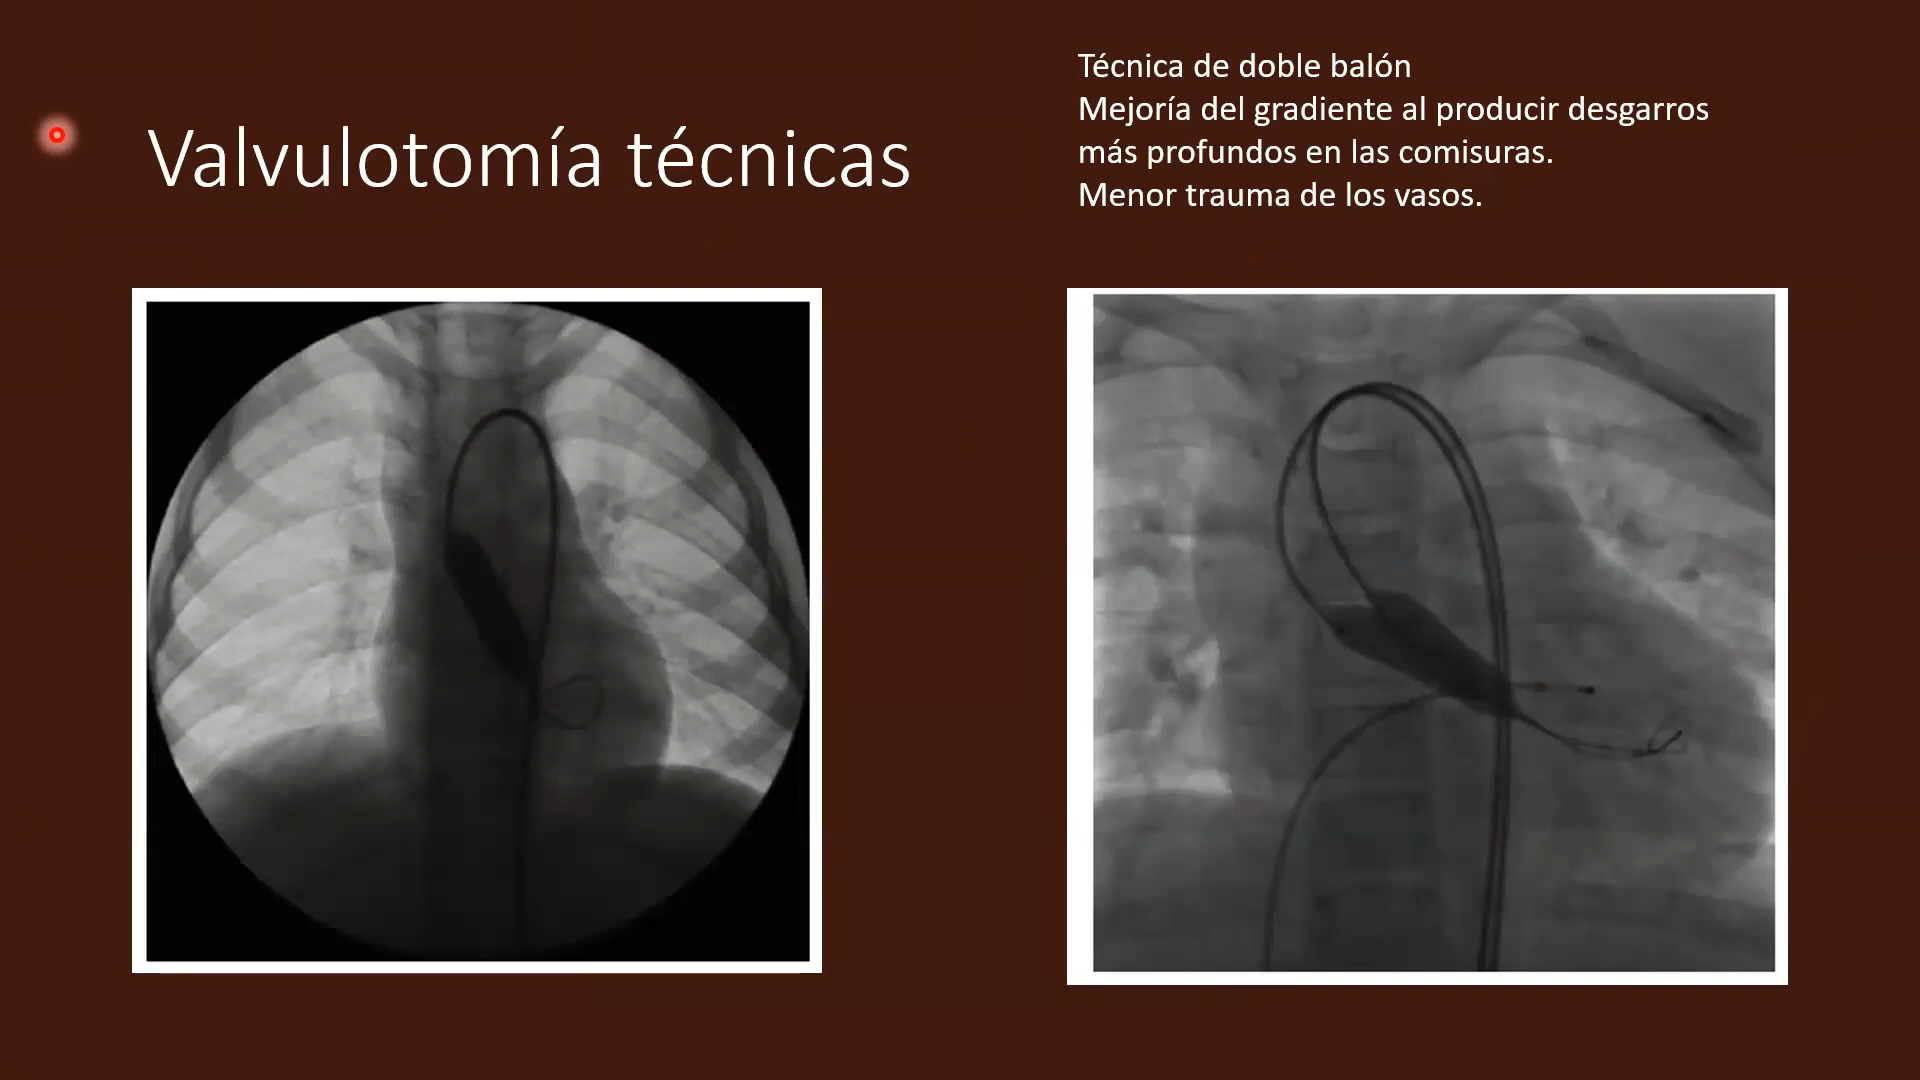 Valvulotomía técnicas
Técnica de doble balón
Mejoría del gradiente al producir desgarros
más profundos en las comisuras.
Menor trauma de los vasos.